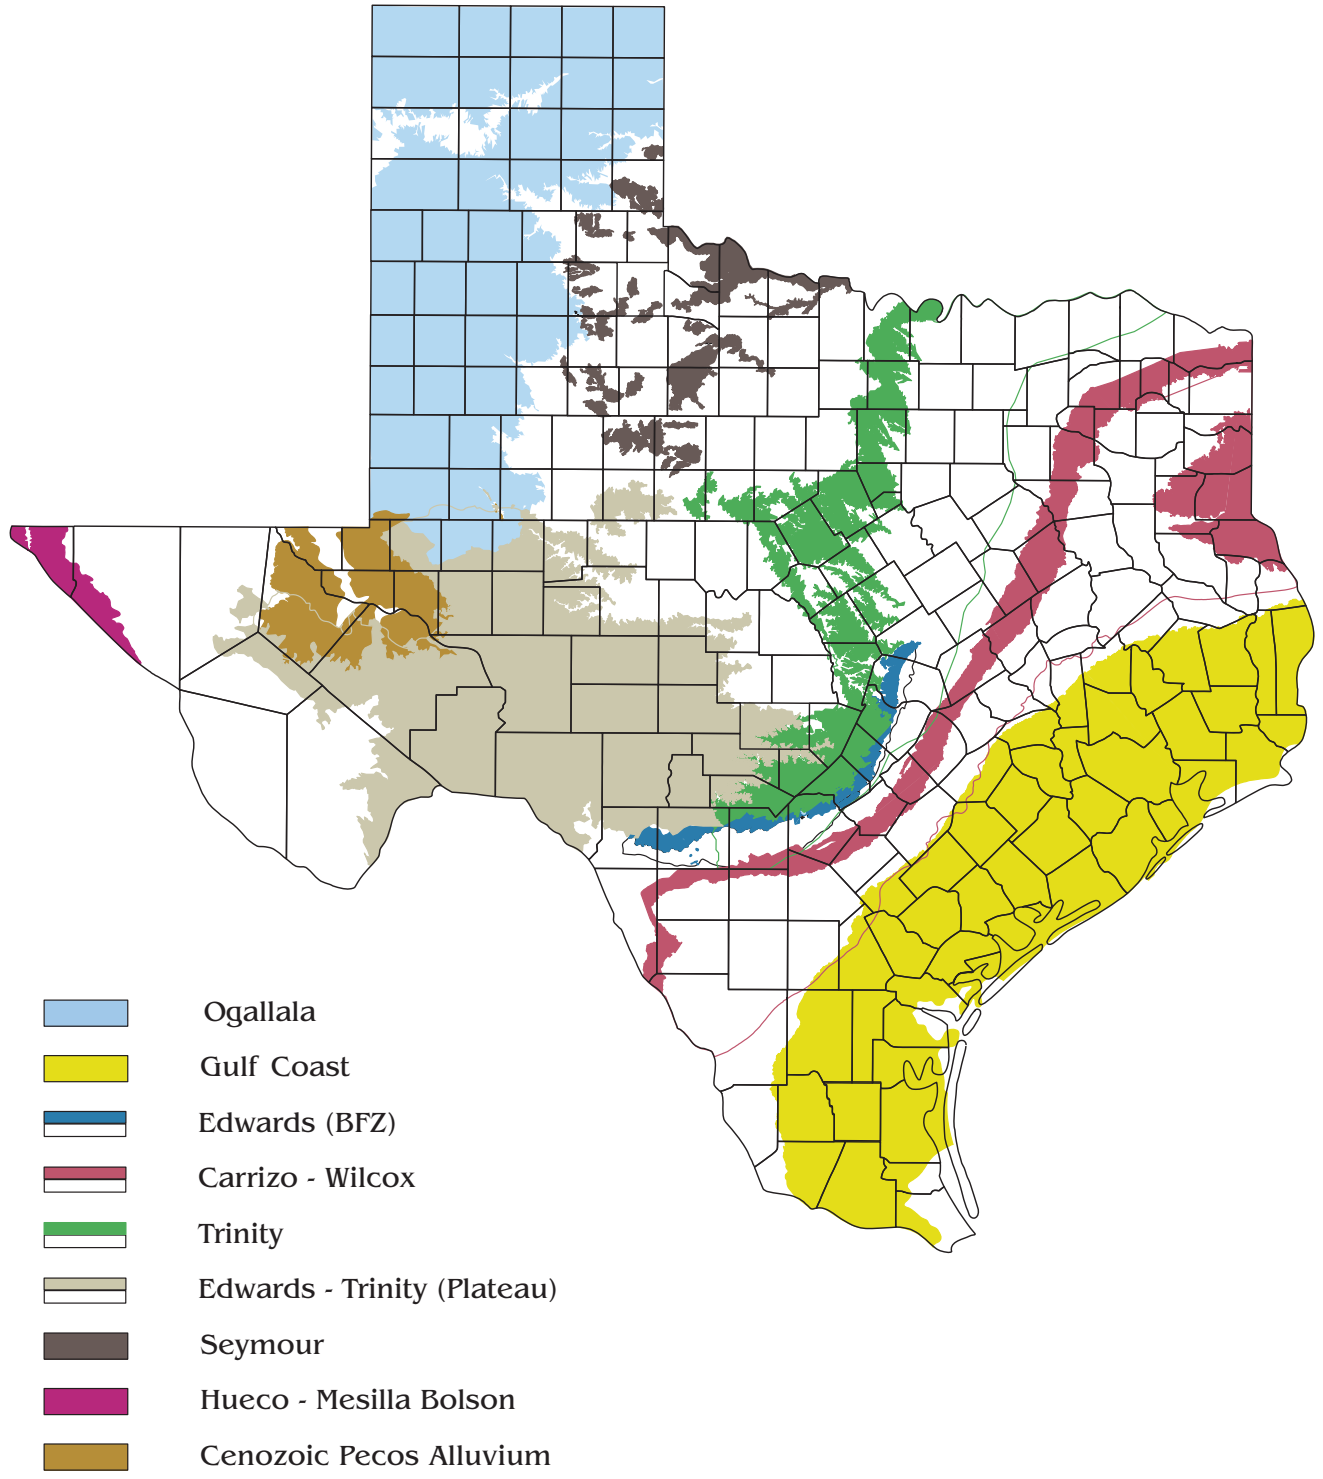 Ogallala
Gulf Coast
Edwards (BFZ)
Carrizo - Wilcox
Trinity
Edwards - Trinity (Plateau)
Seymour
Hueco - Mesilla Bolson
Cenozoic Pecos Alluvium